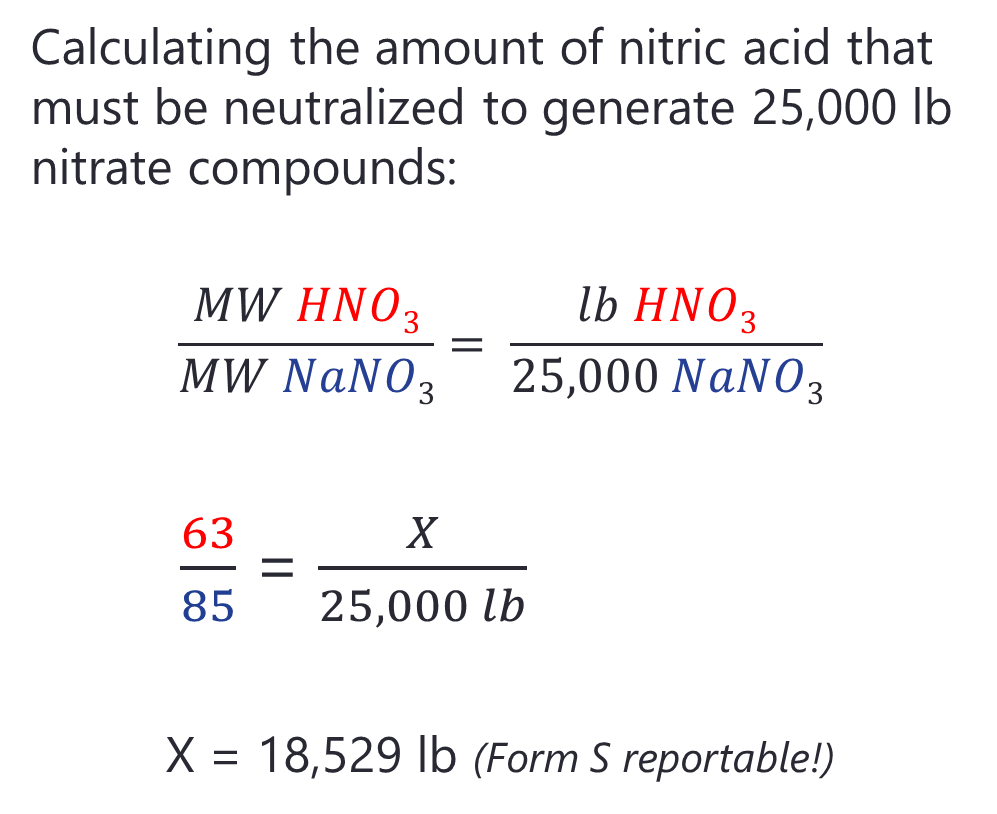 Calculating the amount of nitric acid that
must be neutralized to generate 25,000 lb
nitrate compounds:
MW HNO₃ / MW NaNO₃ = lb HNO₃ / 25,000 NaNO₃
63 / 85 = X / 25,000 lb
X = 18,529 lb (Form S reportable!)